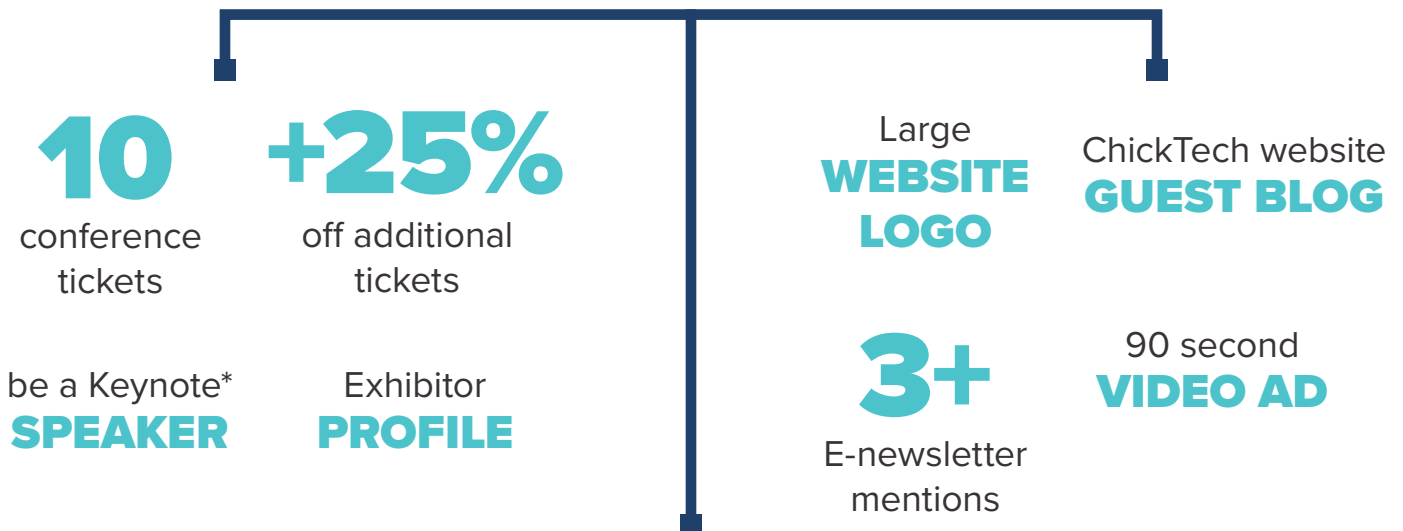 10
conference
tickets
+25%
off additional
tickets
be a Keynote*
SPEAKER
Exhibitor
PROFILE
Large
WEBSITE
LOGO
ChickTech website
GUEST BLOG
3+
E-newsletter
mentions
90 second
VIDEO AD